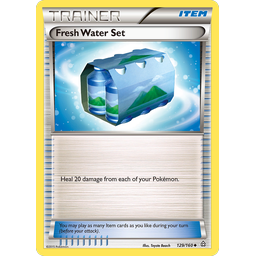 TRAINER
ITEM
Fresh Water Set
Heal 20 damage from each of your Pokémon.
You may play as many Item cards as you like during your turn
(before your attack).
Illus. Toyste Beach
129/160